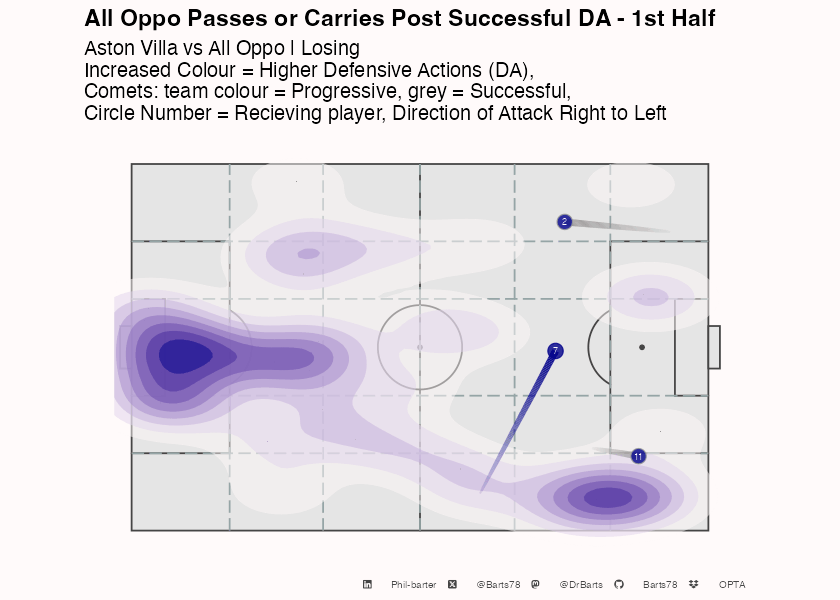 All Oppo Passes or Carries Post Successful DA - 1st Half
Aston Villa vs All Oppo | Losing
Increased Colour = Higher Defensive Actions (DA),
Comets: team colour = Progressive, grey = Successful,
Circle Number = Recieving player, Direction of Attack Right to Left
2
7
11
Phil-barter @Barts78 @DrBarts Barts78 OPTA